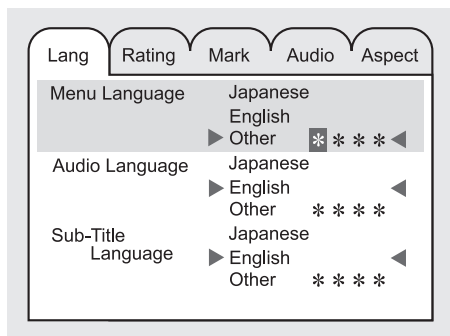 Lang Rating Mark Audio Aspect
Menu Language Japanese
English
Other * * * *
Audio Language Japanese
English
Other * * * *
Sub-Title Japanese
Language English
Other * * * *